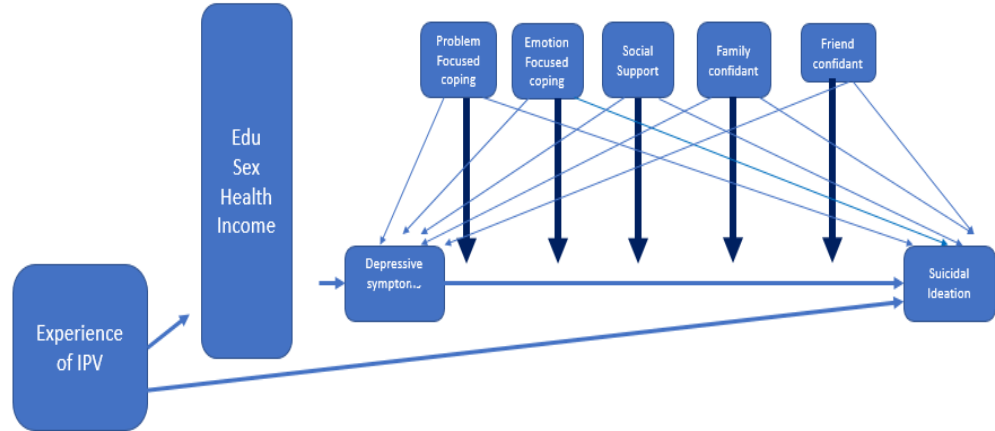 Problem
Focused
coping
Emotion
Focused
coping
Social
Support
Family
confidant
Friend
confidant
Edu
Sex
Health
Income
Depressive
symptoms
Suicidal
Ideation
Experience
of IPV